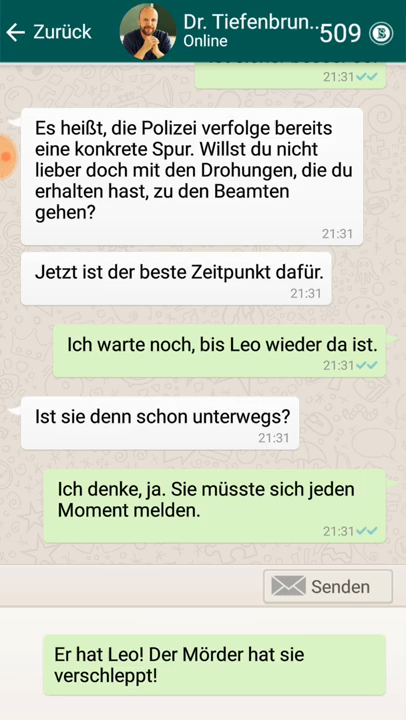 Zurück
Dr. Tiefenbrun..
Online
509
21:31
Es heißt, die Polizei verfolge bereits
eine konkrete Spur. Willst du nicht
lieber doch mit den Drohungen, die du
erhalten hast, zu den Beamten
gehen?
21:31
Jetzt ist der beste Zeitpunkt dafür.
21:31
Ich warte noch, bis Leo wieder da ist.
21:31
Ist sie denn schon unterwegs?
21:31
Ich denke, ja. Sie müsste sich jeden
Moment melden.
21:31
Senden
Er hat Leo! Der Mörder hat sie
verschleppt!